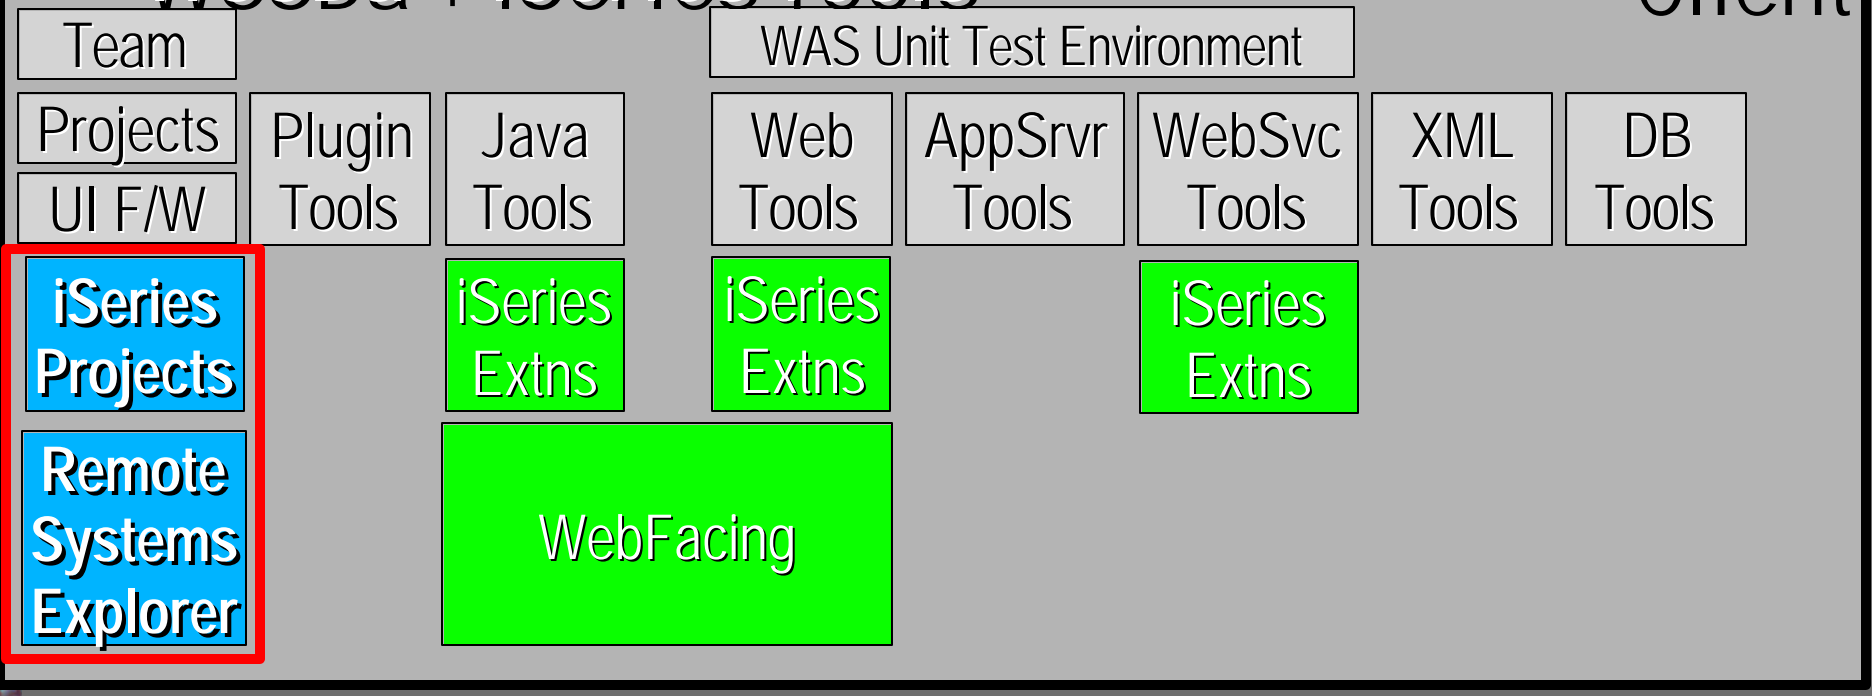 Team
WAS Unit Test Environment
Projects
UI F/W
Plugin
Tools
Java
Tools
Web
Tools
AppSrvr
Tools
WebSvc
Tools
XML
Tools
DB
Tools
iSeries
Projects
iSeries
Extns
iSeries
Extns
iSeries
Extns
Remote
Systems
Explorer
WebFacing